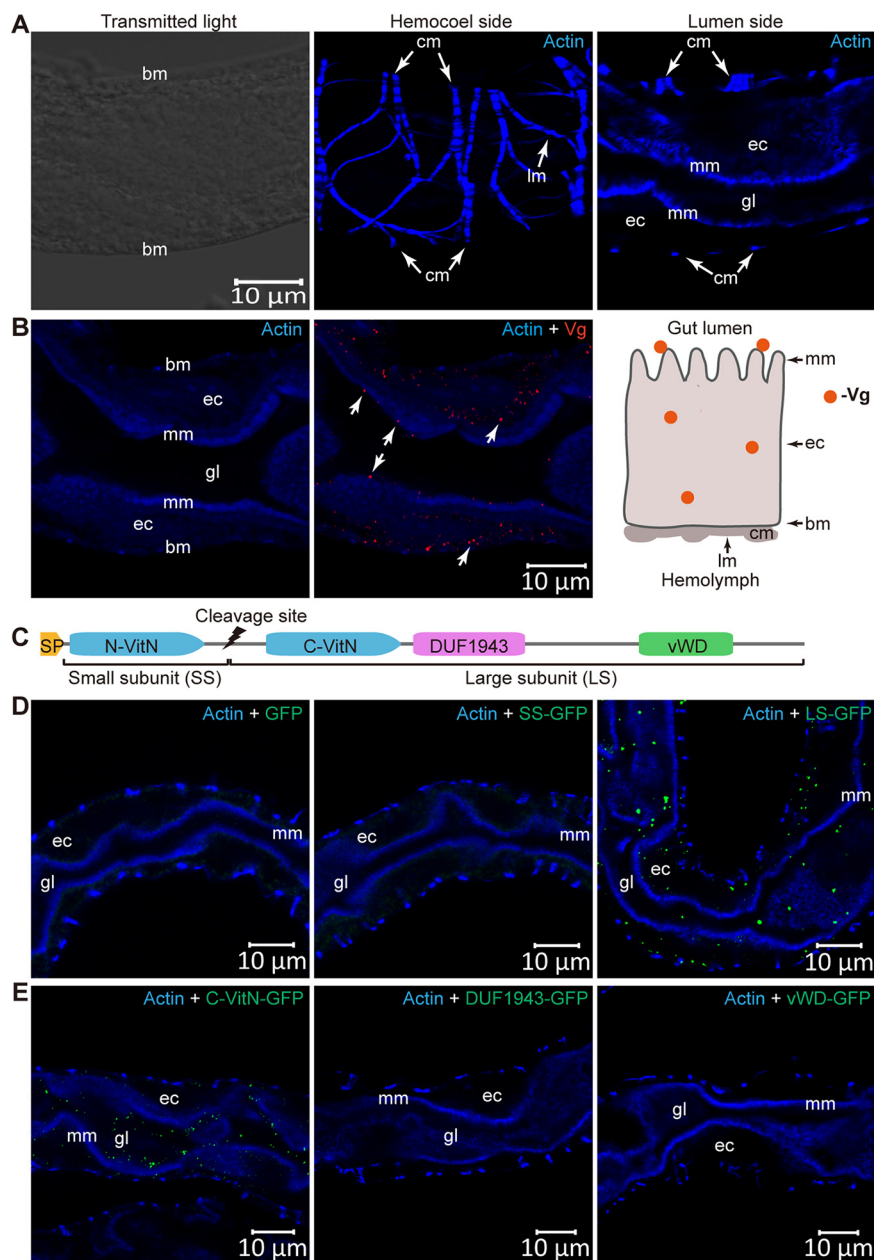 A
Transmitted light
Hemocoel side
Lumen side
bm
bm
10 µm
Actin
cm
lm
cm
Actin
cm
ec
mm
gl
ec
mm
cm
B
Actin
bm
ec
mm
gl
mm
ec
bm
Actin + Vg
10 µm
Gut lumen
mm
-Vg
ec
bm
cm
lm
Hemolymph
C
Cleavage site
SP
N-VitN
C-VitN
DUF1943
vWD
Small subunit (SS)
Large subunit (LS)
D
Actin + GFP
ec
mm
gl
10 µm
Actin + SS-GFP
ec
mm
gl
10 µm
Actin + LS-GFP
mm
ec
gl
10 µm
E
Actin + C-VitN-GFP
ec
mm
gl
10 µm
Actin + DUF1943-GFP
ec
mm
gl
10 µm
Actin + vWD-GFP
gl
mm
ec
10 µm